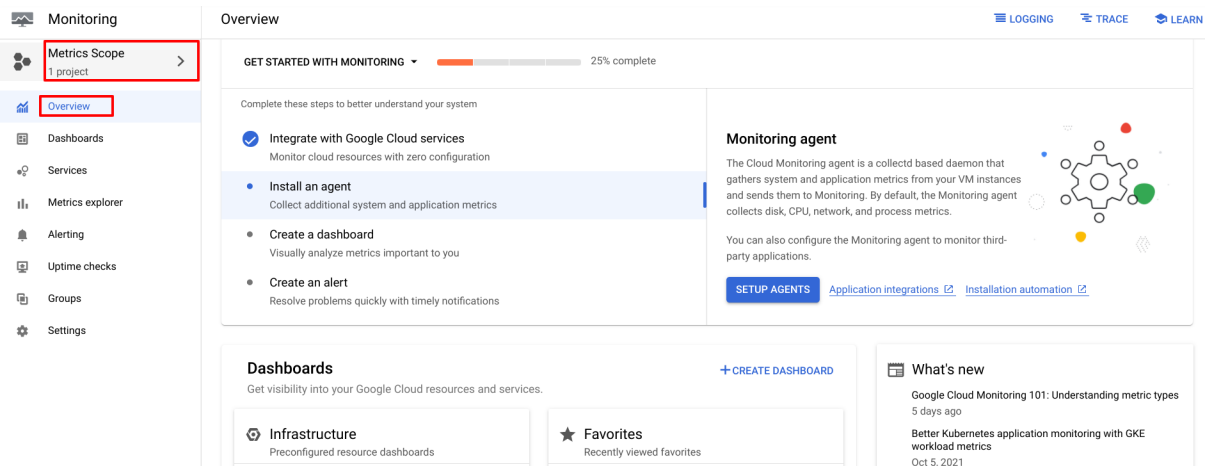 Monitoring
Overview
LOGGING
TRACE
LEARN
Metrics Scope
1 project
Overview
Dashboards
Services
Metrics explorer
Alerting
Uptime checks
Groups
Settings
GET STARTED WITH MONITORING
25% complete
Complete these steps to better understand your system
Integrate with Google Cloud services
Monitor cloud resources with zero configuration
Install an agent
Collect additional system and application metrics
Create a dashboard
Visually analyze metrics important to you
Create an alert
Resolve problems quickly with timely notifications
Monitoring agent
The Cloud Monitoring agent is a collectd based daemon that
gathers system and application metrics from your VM instances
and sends them to Monitoring. By default, the Monitoring agent
collects disk, CPU, network, and process metrics.
You can also configure the Monitoring agent to monitor third-
party applications.
SETUP AGENTS
Application integrations
Installation automation
Dashboards
Get visibility into your Google Cloud resources and services.
+CREATE DASHBOARD
Infrastructure
Preconfigured resource dashboards
Favorites
Recently viewed favorites
What's new
Google Cloud Monitoring 101: Understanding metric types
5 days ago
Better Kubernetes application monitoring with GKE
workload metrics
Oct 5, 2021